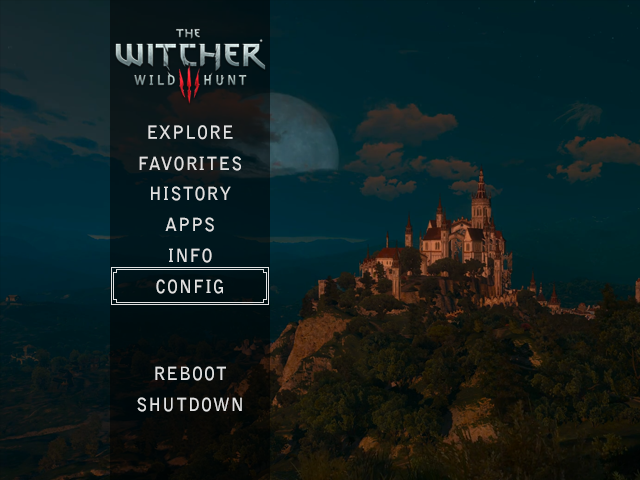 THE
WITCHER
WILD HUNT
EXPLORE
FAVORITES
HISTORY
APPS
INFO
CONFIG
REBOOT
SHUTDOWN